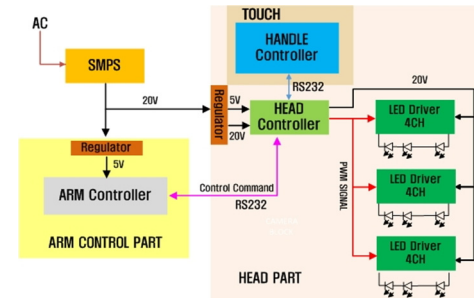 AC
SMPS
20V
Regulator
5V
ARM Controller
ARM CONTROL PART
TOUCH
HANDLE
Controller
RS232
Regulator
5V
20V
HEAD
Controller
20V
Control Command
RS232
PWM SIGNAL
LED Driver
4CH
LED Driver
4CH
LED Driver
4CH
HEAD PART